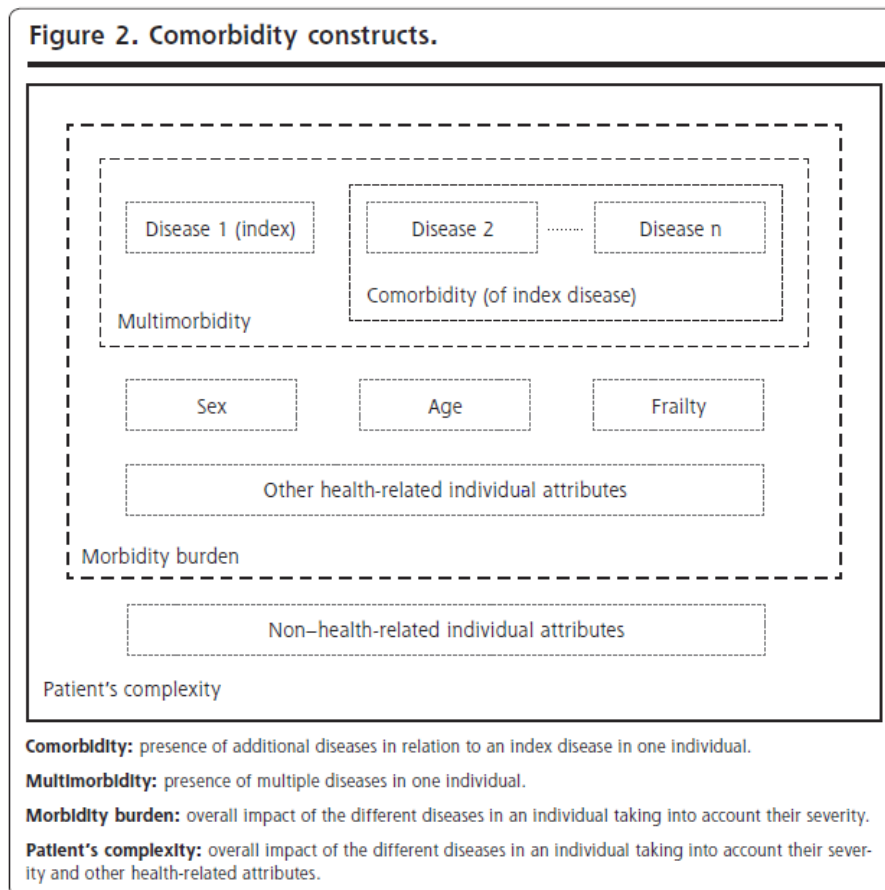 Figure 2. Comorbidity constructs.
Disease 1 (index)
Disease 2 ........ Disease n
Comorbidity (of index disease)
Multimorbidity
Sex
Age
Frailty
Other health-related individual attributes
Morbidity burden
Non–health-related individual attributes
Patient's complexity
Comorbidity: presence of additional diseases in relation to an index disease in one individual.
Multimorbidity: presence of multiple diseases in one individual.
Morbidity burden: overall impact of the different diseases in an individual taking into account their severity.
Patient's complexity: overall impact of the different diseases in an individual taking into account their sever-
ity and other health-related attributes.